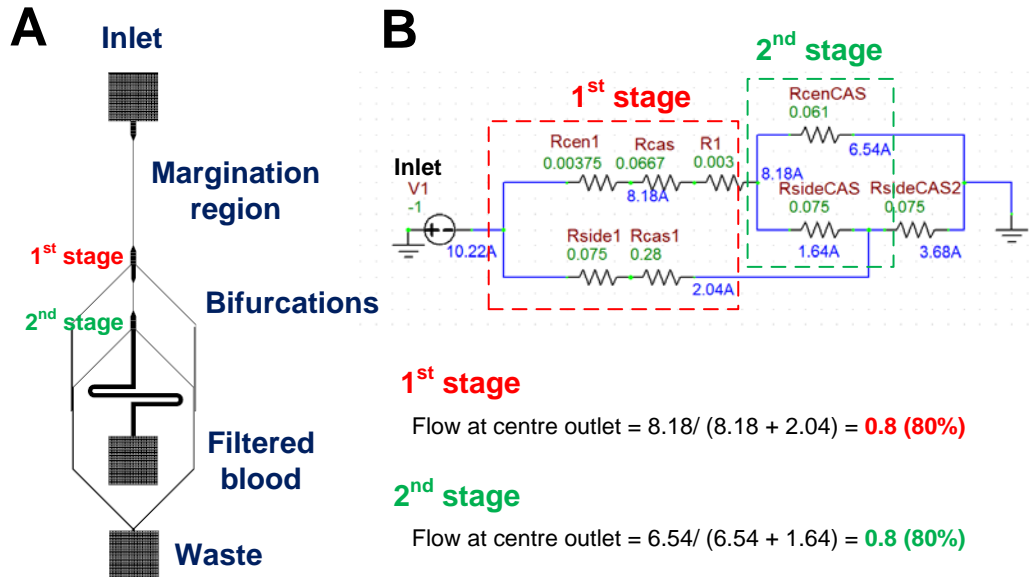 A
Inlet
Margination
region
1st stage
Bifurcations
2nd stage
Filtered
blood
Waste
B
2nd stage
1st stage
RcenCAS
0.061
6.54A
Rcen1
0.00375
Rcas
0.0667
R1
0.003
8.18A
8.18A
Inlet
V1
-1
10.22A
RsideCAS
0.075
1.64A
RsideCAS2
0.075
3.68A
Rside1
0.075
Rcas1
0.28
2.04A
1st stage
Flow at centre outlet = 8.18/ (8.18 + 2.04) = 0.8 (80%)
2nd stage
Flow at centre outlet = 6.54/ (6.54 + 1.64) = 0.8 (80%)